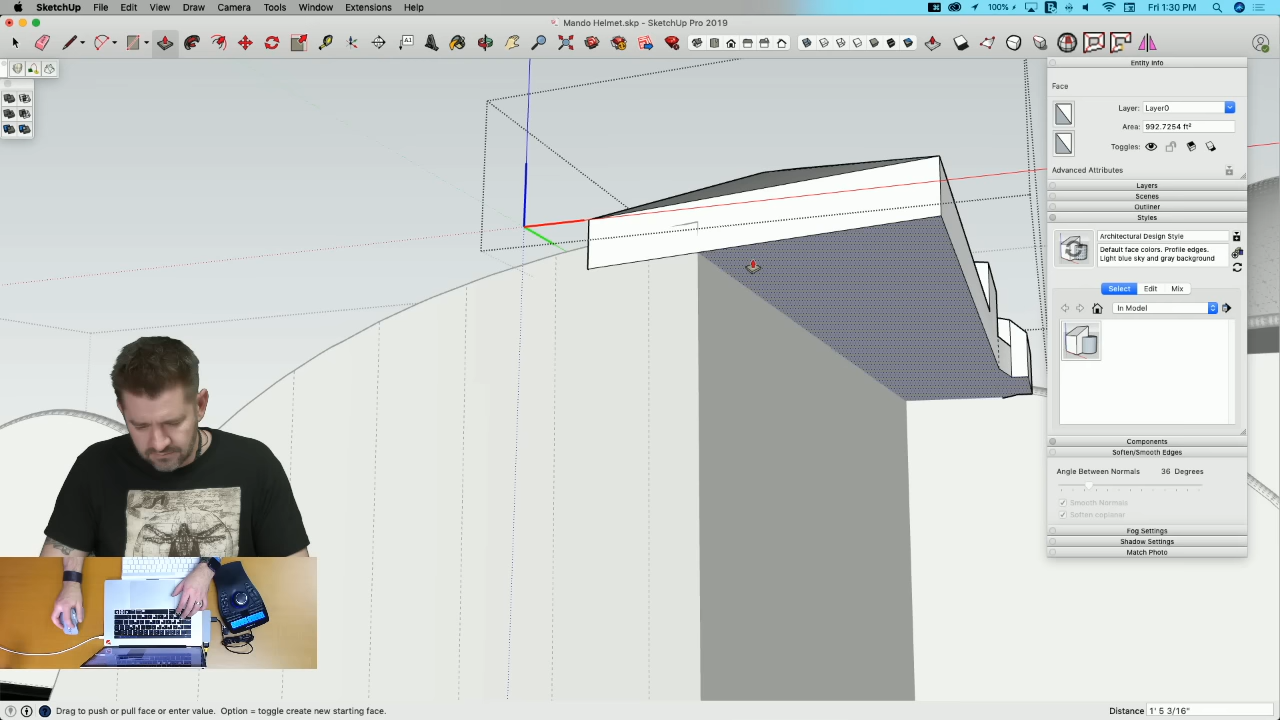 SketchUp File Edit View Draw Camera Tools Window Extensions Help
100% Fri 1:30 PM
Mando Helmet.skp - SketchUp Pro 2019
Entity Info
Face
Layer: Layer0
Area: 992.7254 ft²
Toggles:
Advanced Attributes
Layers
Scenes
Outliner
Styles
Architectural Design Style
Default face colors. Profile edges.
Light blue sky and gray background
Select Edit Mix
In Model
Components
Soften/Smooth Edges
Angle Between Normals 36 Degrees
Smooth Normals
Soften coplanar
Fog Settings
Shadow Settings
Match Photo
Drag to push or pull face or enter value. Option = toggle create new starting face.
Distance 1' 5 3/16"